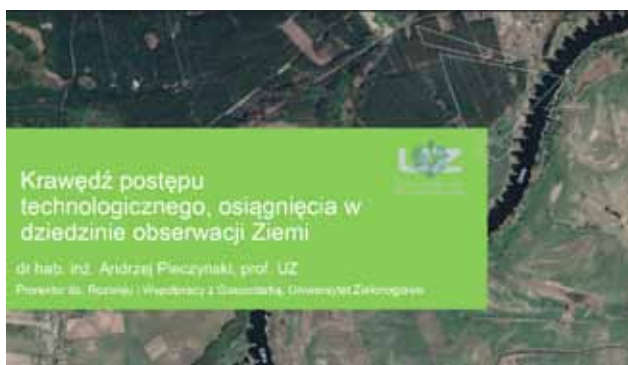 UZ
Krawędź postępu
technologicznego, osiągnięcia w
dziedzinie obserwacji Ziemi
dr hab. inż. Andrzej Pieczyński, prof. UZ
Prorektor ds. Rozwoju i Współpracy z Gospodarką, Uniwersytet Zielonogórski